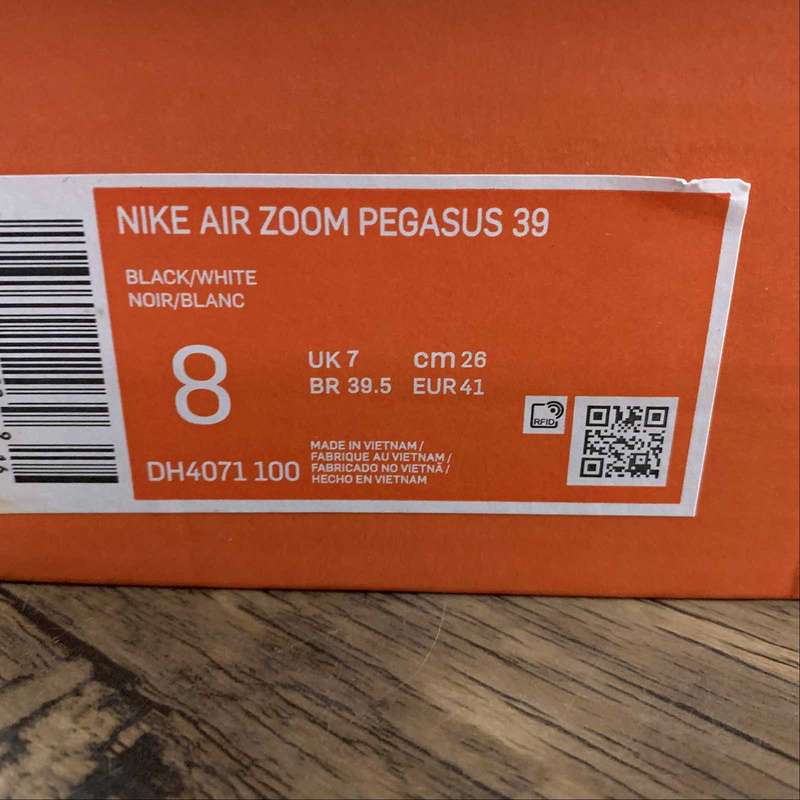 NIKE AIR ZOOM PEGASUS 39
BLACK/WHITE
NOIR/BLANC
8
UK 7 cm 26
BR 39.5 EUR 41
RFID
DH4071 100
MADE IN VIETNAM /
FABRIQUE AU VIETNAM /
FABRICADO NO VIETNÃ /
HECHO EN VIETNAM